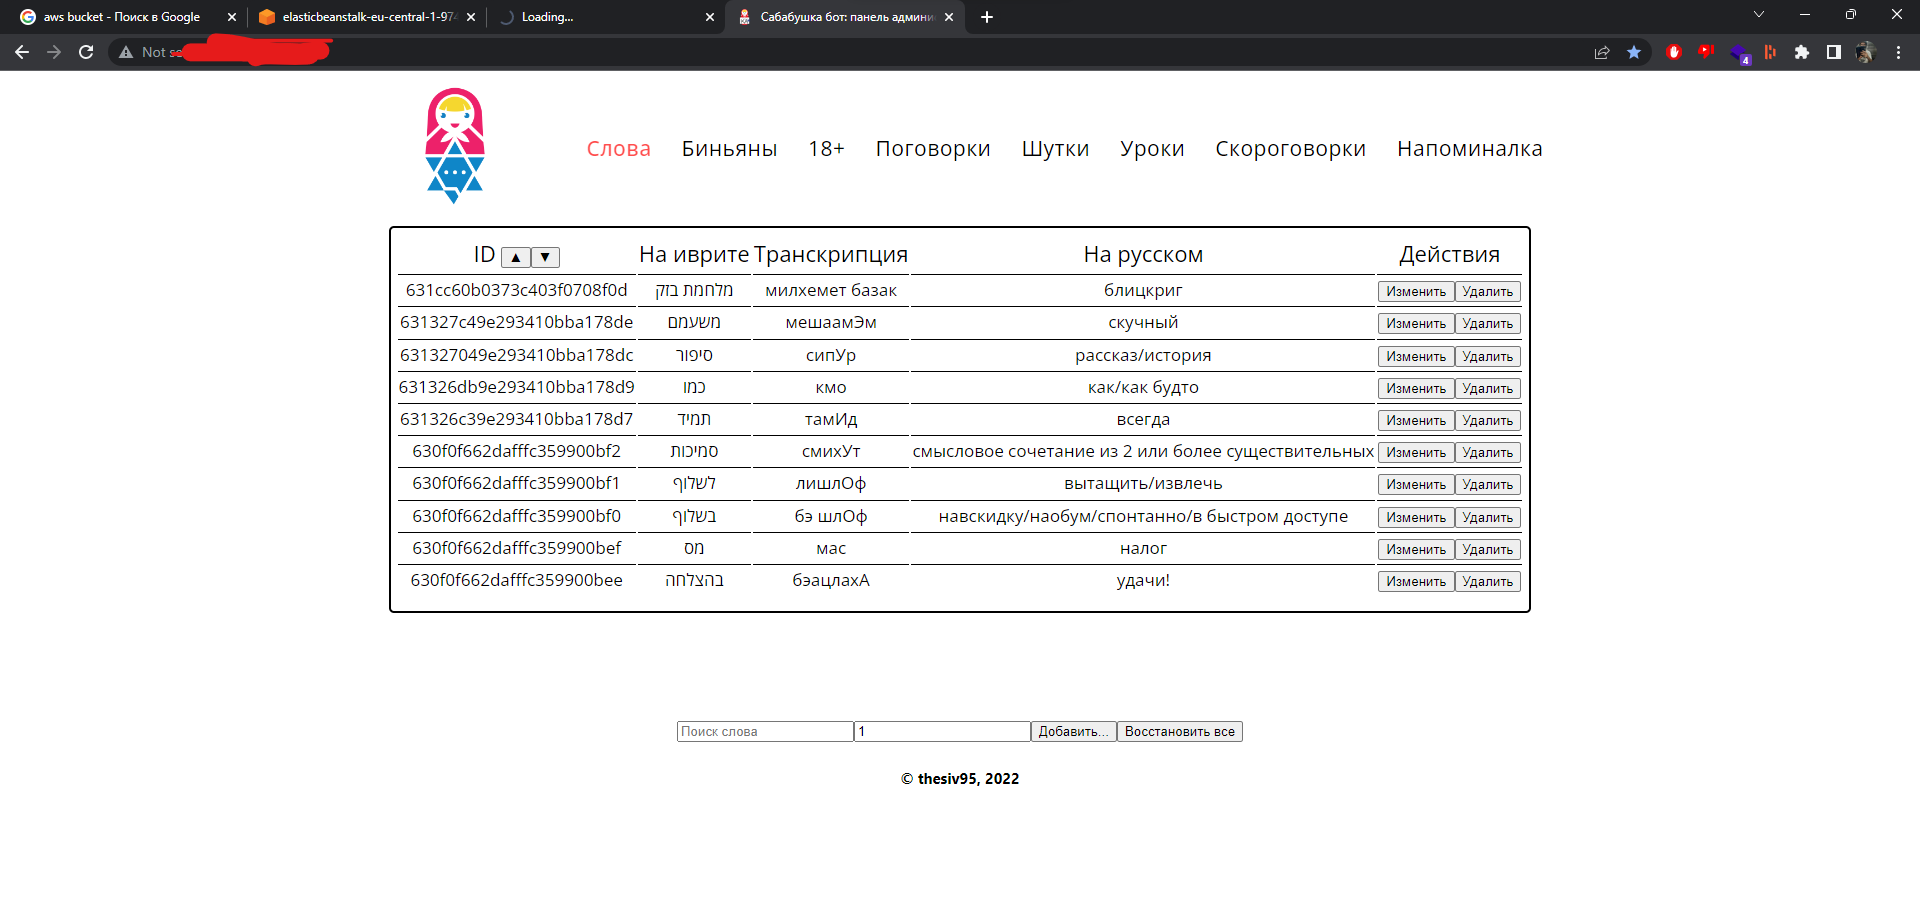 aws bucket - Поиск в Google
elasticbeanstalk-eu-central-1-974
Loading...
Сабабушка бот: панель админи
Not se
4
Слова Биньяны 18+ Поговорки Шутки Уроки Скороговорки Напоминалка
ID ▲ ▼ На иврите Транскрипция На русском Действия
631cc60b0373c403f0708f0d מלחמת בזק милхемет базак блицкриг Изменить Удалить
631327c49e293410bba178de משעמם мешаамЭм скучный Изменить Удалить
631327049e293410bba178dc סיפור сипУр рассказ/история Изменить Удалить
631326db9e293410bba178d9 כמו кмо как/как будто Изменить Удалить
631326c39e293410bba178d7 תמיד тамИд всегда Изменить Удалить
630f0f662dafffc359900bf2 סמיכות смихУт смысловое сочетание из 2 или более существительных Изменить Удалить
630f0f662dafffc359900bf1 לשלוף лишлОф вытащить/извлечь Изменить Удалить
630f0f662dafffc359900bf0 בשלוף бэ шлОф навскидку/наобум/спонтанно/в быстром доступе Изменить Удалить
630f0f662dafffc359900bef מס мас налог Изменить Удалить
630f0f662dafffc359900bee בהצלחה бэацлахА удачи! Изменить Удалить
Поиск слова 1 Добавить... Восстановить все
© thesiv95, 2022